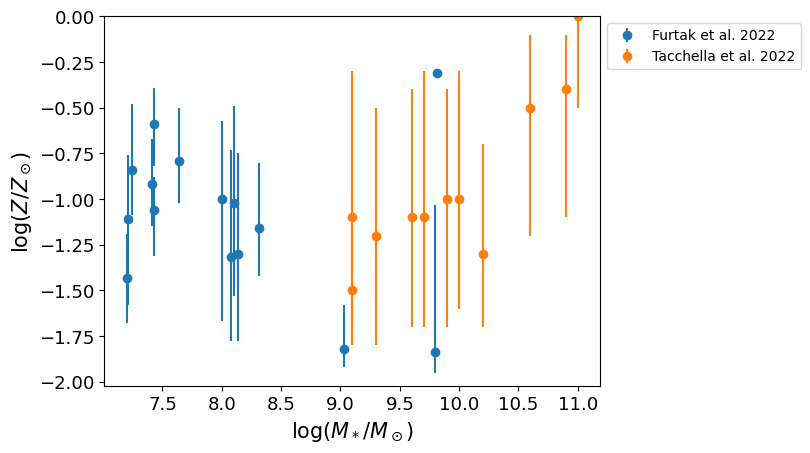 0.00
−0.25
−0.50
−0.75
−1.00
−1.25
−1.50
−1.75
−2.00
log(Z/Z⊙)
7.5 8.0 8.5 9.0 9.5 10.0 10.5 11.0
log(M*/M⊙)
Furtak et al. 2022
Tacchella et al. 2022